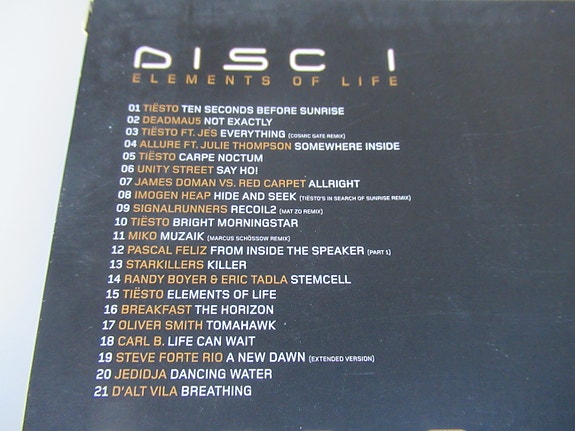 DISC 1
ELEMENTS OF LIFE
01 TIËSTO TEN SECONDS BEFORE SUNRISE
02 DEADMAU5 NOT EXACTLY
03 TIËSTO FT. JES EVERYTHING (COSMIC GATE REMIX)
04 ALLURE FT. JULIE THOMPSON SOMEWHERE INSIDE
05 TIËSTO CARPE NOCTUM
06 UNITY STREET SAY HO!
07 JAMES DOMAN VS. RED CARPET ALLRIGHT
08 IMOGEN HEAP HIDE AND SEEK (TIËSTO'S IN SEARCH OF SUNRISE REMIX)
09 SIGNALRUNNERS RECOIL2 (MAT ZO REMIX)
10 TIËSTO BRIGHT MORNINGSTAR
11 MIKO MUZAIK (MARCUS SCHÖSSOW REMIX)
12 PASCAL FELIZ FROM INSIDE THE SPEAKER (PART 1)
13 STARKILLERS KILLER
14 RANDY BOYER & ERIC TADLA STEMCELL
15 TIËSTO ELEMENTS OF LIFE
16 BREAKFAST THE HORIZON
17 OLIVER SMITH TOMAHAWK
18 CARL B. LIFE CAN WAIT
19 STEVE FORTE RIO A NEW DAWN (EXTENDED VERSION)
20 JEDIDJA DANCING WATER
21 D'ALT VILA BREATHING